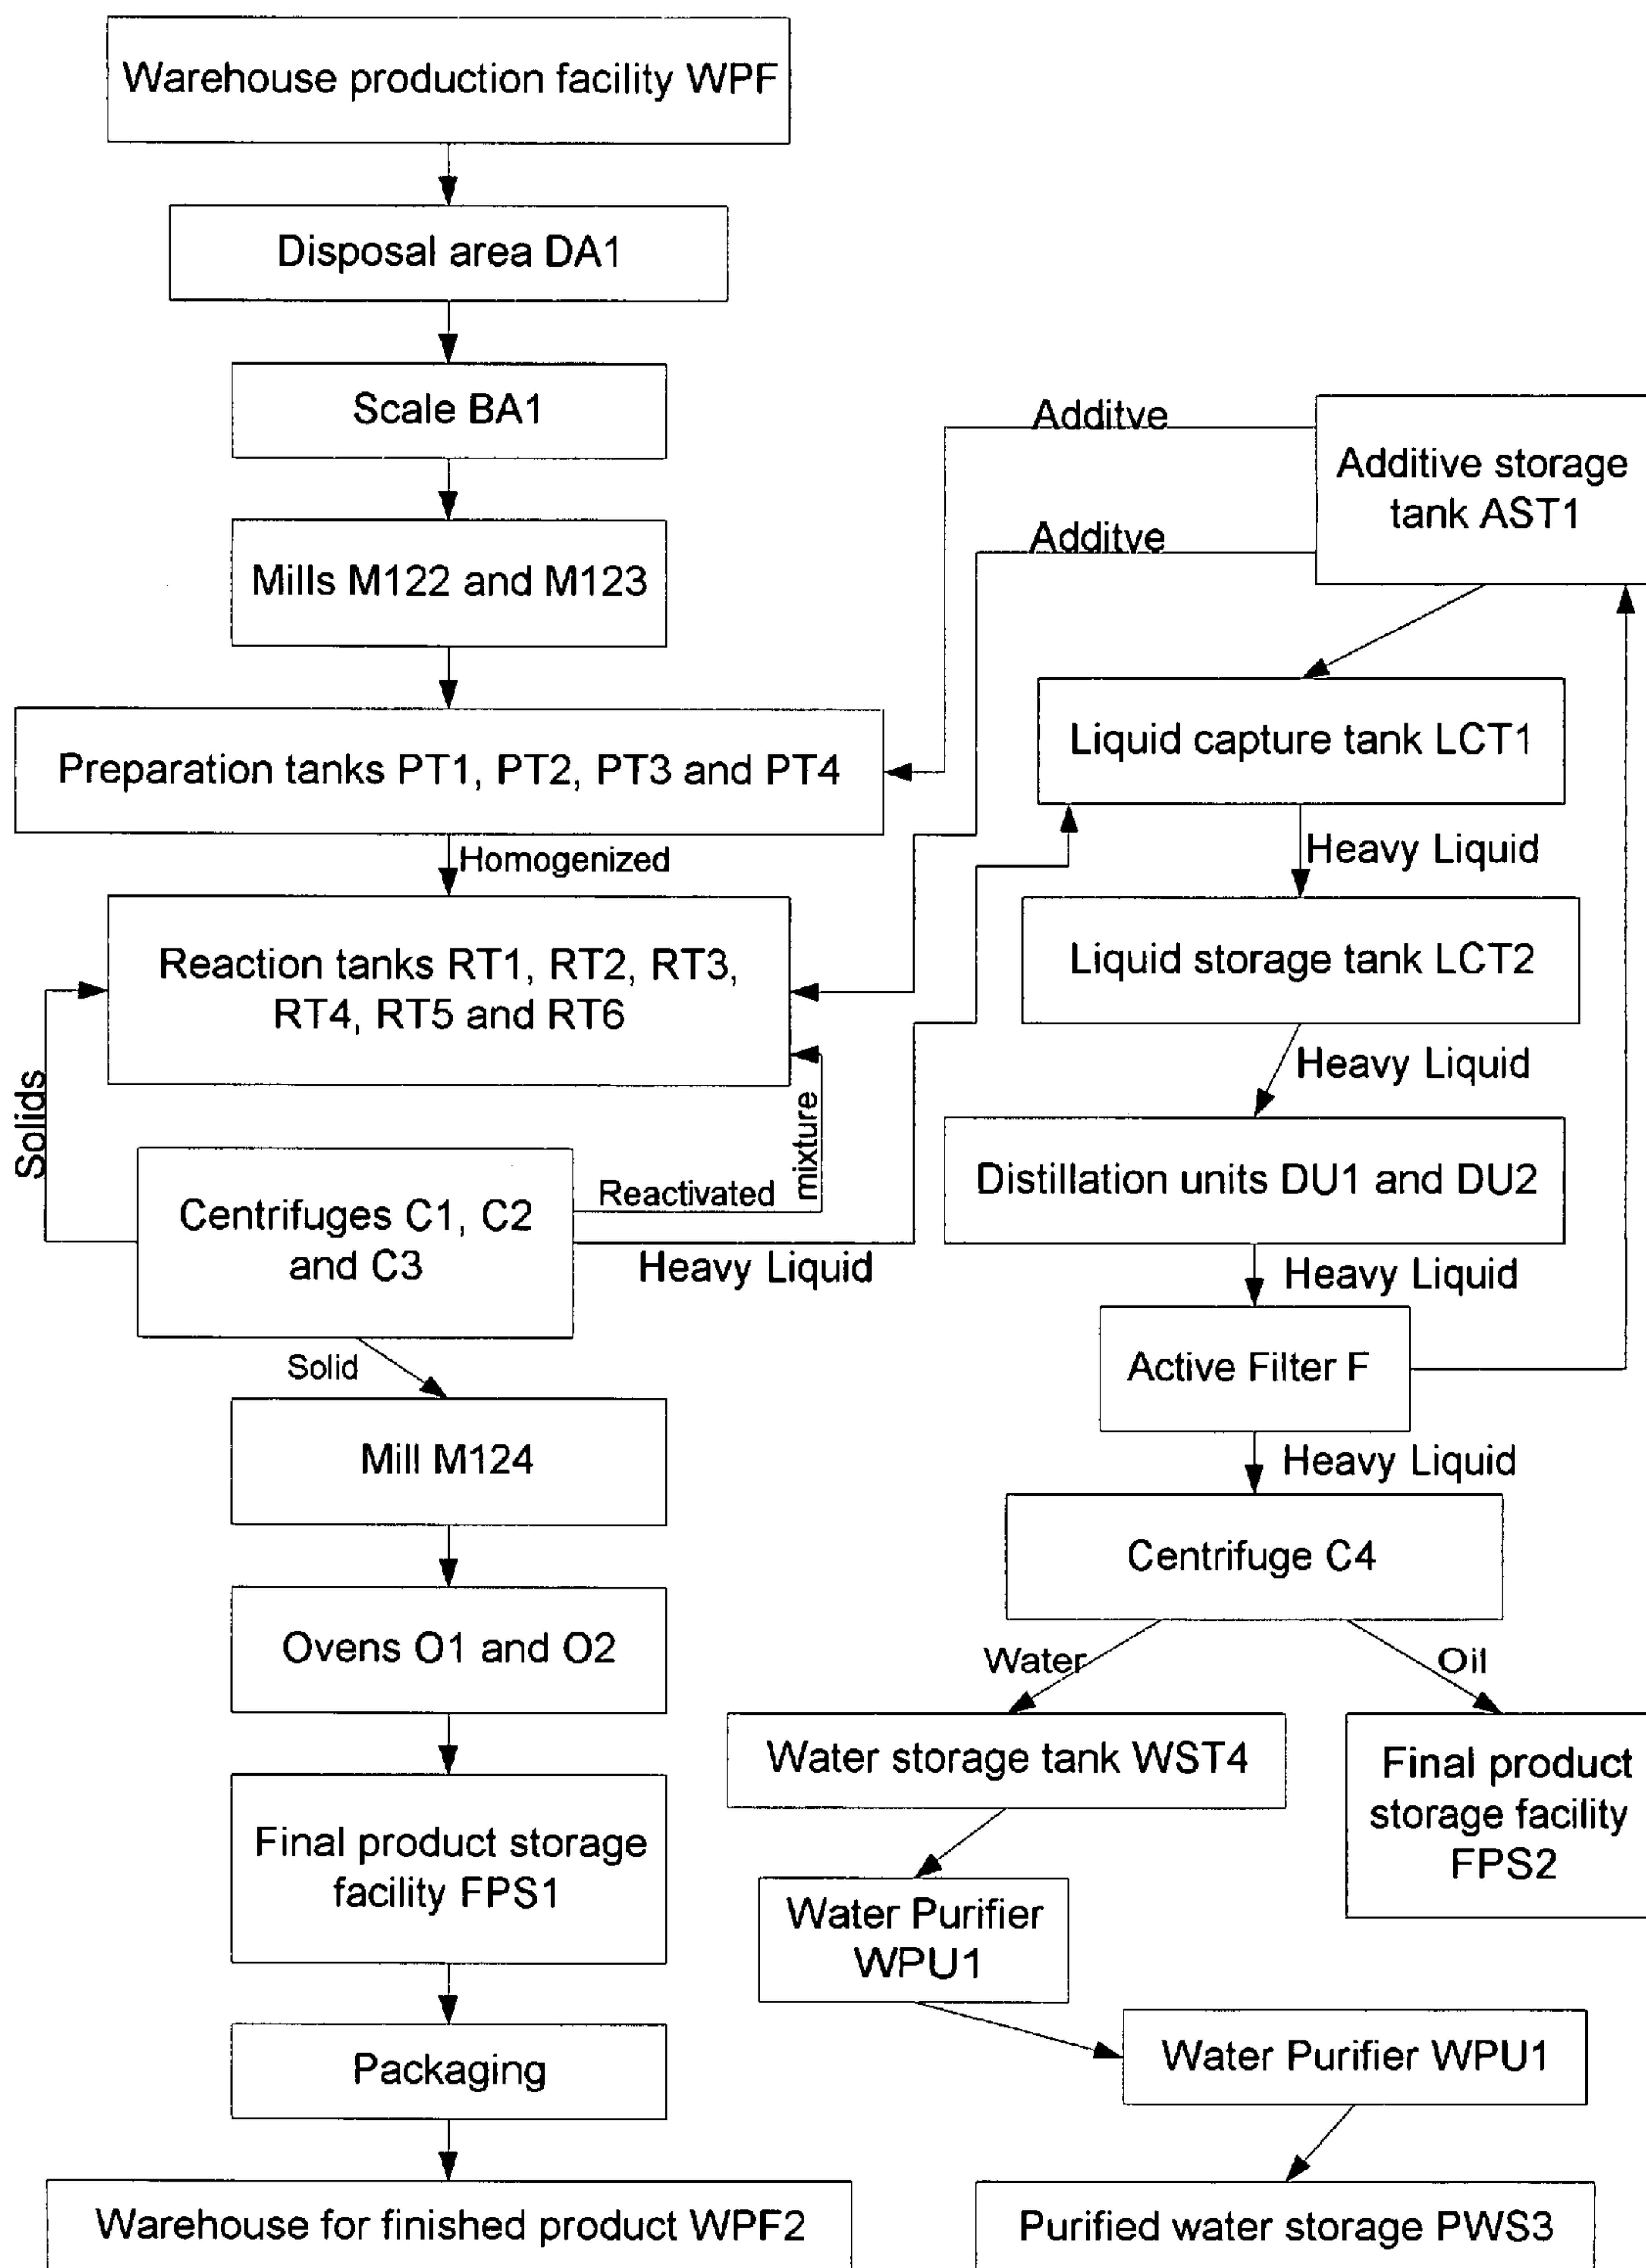 Warehouse production facility WPF
Disposal area DA1
Scale BA1
Mills M122 and M123
Preparation tanks PT1, PT2, PT3 and PT4
Homogenized
Reaction tanks RT1, RT2, RT3,
RT4, RT5 and RT6
Solids
mixture
Reactivated
Centrifuges C1, C2
and C3
Heavy Liquid
Solid
Mill M124
Ovens O1 and O2
Final product storage
facility FPS1
Packaging
Warehouse for finished product WPF2
Additve
Additve
Additive storage
tank AST1
Liquid capture tank LCT1
Heavy Liquid
Liquid storage tank LCT2
Heavy Liquid
Distillation units DU1 and DU2
Heavy Liquid
Active Filter F
Heavy Liquid
Centrifuge C4
Water
Oil
Water storage tank WST4
Final product
storage facility
FPS2
Water Purifier
WPU1
Water Purifier WPU1
Purified water storage PWS3